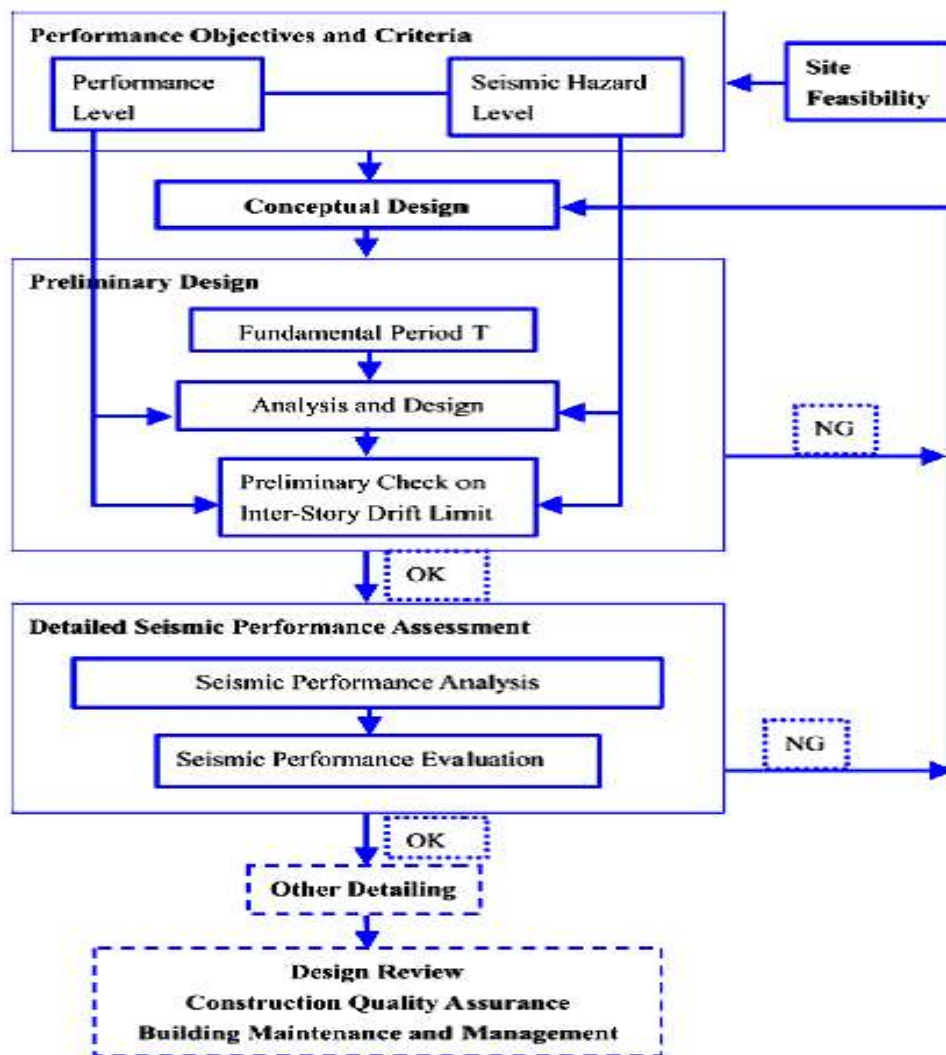 Performance Objectives and Criteria
Performance
Level
Seismic Hazard
Level
Site
Feasibility
Conceptual Design
Preliminary Design
Fundamental Period T
Analysis and Design
NG
Preliminary Check on
Inter-Story Drift Limit
OK
Detailed Seismic Performance Assessment
Seismic Performance Analysis
NG
Seismic Performance Evaluation
OK
Other Detailing
Design Review
Construction Quality Assurance
Building Maintenance and Management